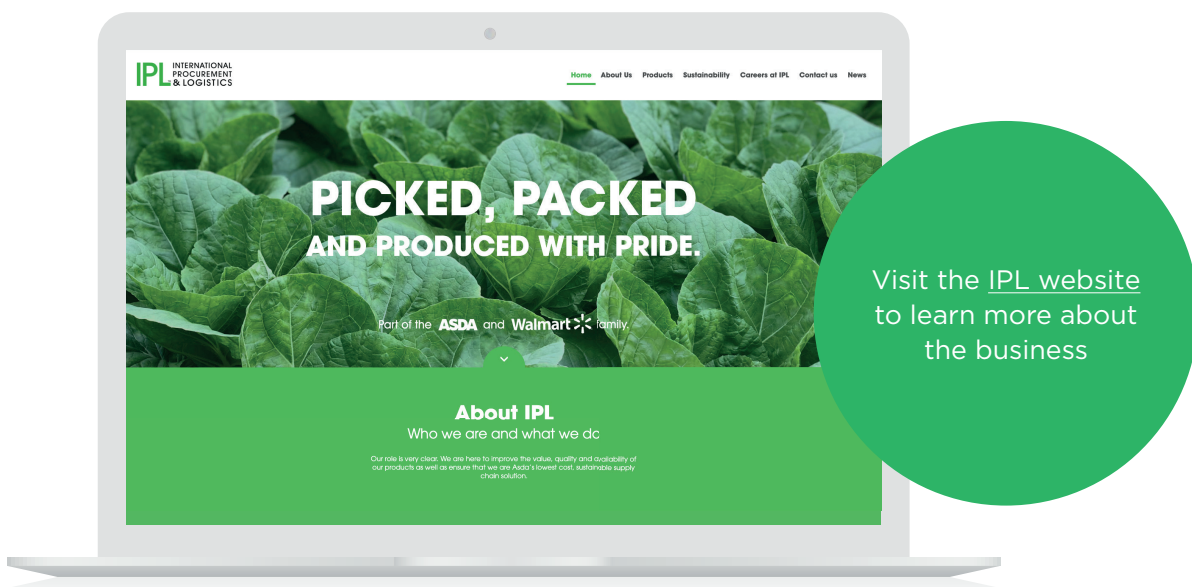 IPL INTERNATIONAL
PROCUREMENT
& LOGISTICS
Home About Us Products Sustainability Careers at IPL Contact us News
PICKED, PACKED
AND PRODUCED WITH PRIDE.
Part of the ASDA and Walmart family.
About IPL
Who we are and what we dc
Our role is very clear. We are here to improve the value, quality and availability of
our products as well as ensure that we are Asda's lowest cost, sustainable supply
chain solution.
Visit the IPL website
to learn more about
the business